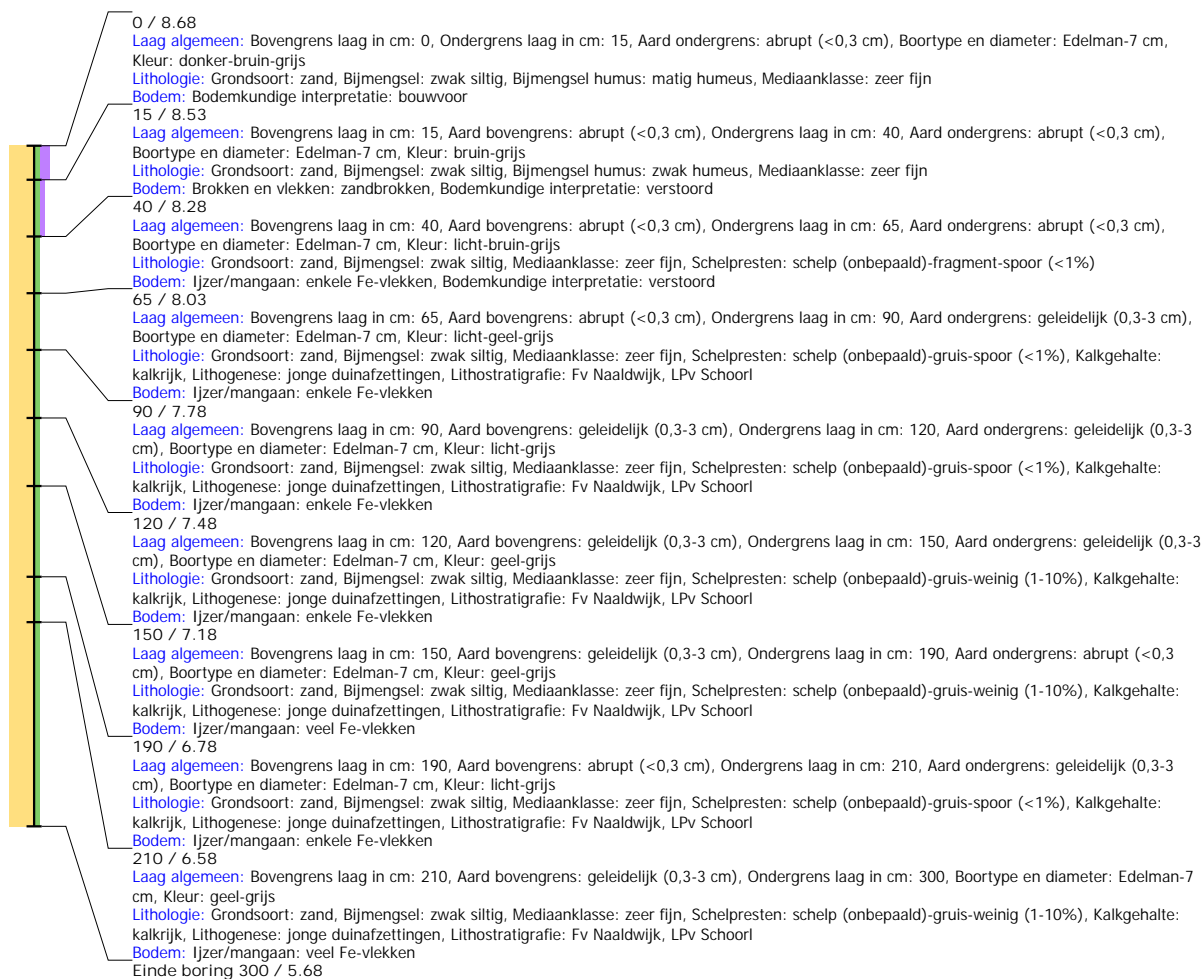 0 / 8.68
Laag algemeen: Bovengrens laag in cm: 0, Ondergrens laag in cm: 15, Aard ondergrens: abrupt (<0,3 cm), Boortype en diameter: Edelman-7 cm,
Kleur: donker-bruin-grijs
Lithologie: Grondsoort: zand, Bijmengsel: zwak siltig, Bijmengsel humus: matig humeus, Mediaanklasse: zeer fijn
Bodem: Bodemkundige interpretatie: bouwvoor
15 / 8.53
Laag algemeen: Bovengrens laag in cm: 15, Aard bovengrens: abrupt (<0,3 cm), Ondergrens laag in cm: 40, Aard ondergrens: abrupt (<0,3 cm),
Boortype en diameter: Edelman-7 cm, Kleur: bruin-grijs
Lithologie: Grondsoort: zand, Bijmengsel: zwak siltig, Bijmengsel humus: zwak humeus, Mediaanklasse: zeer fijn
Bodem: Brokken en vlekken: zandbrokken, Bodemkundige interpretatie: verstoord
40 / 8.28
Laag algemeen: Bovengrens laag in cm: 40, Aard bovengrens: abrupt (<0,3 cm), Ondergrens laag in cm: 65, Aard ondergrens: abrupt (<0,3 cm),
Boortype en diameter: Edelman-7 cm, Kleur: licht-bruin-grijs
Lithologie: Grondsoort: zand, Bijmengsel: zwak siltig, Mediaanklasse: zeer fijn, Schelpresten: schelp (onbepaald)-fragment-spoor (<1%)
Bodem: Ijzer/mangaan: enkele Fe-vlekken, Bodemkundige interpretatie: verstoord
65 / 8.03
Laag algemeen: Bovengrens laag in cm: 65, Aard bovengrens: abrupt (<0,3 cm), Ondergrens laag in cm: 90, Aard ondergrens: geleidelijk (0,3-3 cm),
Boortype en diameter: Edelman-7 cm, Kleur: licht-geel-grijs
Lithologie: Grondsoort: zand, Bijmengsel: zwak siltig, Mediaanklasse: zeer fijn, Schelpresten: schelp (onbepaald)-gruis-spoor (<1%), Kalkgehalte:
kalkrijk, Lithogenese: jonge duinafzettingen, Lithostratigrafie: Fv Naaldwijk, LPv Schoorl
Bodem: Ijzer/mangaan: enkele Fe-vlekken
90 / 7.78
Laag algemeen: Bovengrens laag in cm: 90, Aard bovengrens: geleidelijk (0,3-3 cm), Ondergrens laag in cm: 120, Aard ondergrens: geleidelijk (0,3-3
cm), Boortype en diameter: Edelman-7 cm, Kleur: licht-grijs
Lithologie: Grondsoort: zand, Bijmengsel: zwak siltig, Mediaanklasse: zeer fijn, Schelpresten: schelp (onbepaald)-gruis-spoor (<1%), Kalkgehalte:
kalkrijk, Lithogenese: jonge duinafzettingen, Lithostratigrafie: Fv Naaldwijk, LPv Schoorl
Bodem: Ijzer/mangaan: enkele Fe-vlekken
120 / 7.48
Laag algemeen: Bovengrens laag in cm: 120, Aard bovengrens: geleidelijk (0,3-3 cm), Ondergrens laag in cm: 150, Aard ondergrens: geleidelijk (0,3-3
cm), Boortype en diameter: Edelman-7 cm, Kleur: geel-grijs
Lithologie: Grondsoort: zand, Bijmengsel: zwak siltig, Mediaanklasse: zeer fijn, Schelpresten: schelp (onbepaald)-gruis-weinig (1-10%), Kalkgehalte:
kalkrijk, Lithogenese: jonge duinafzettingen, Lithostratigrafie: Fv Naaldwijk, LPv Schoorl
Bodem: Ijzer/mangaan: enkele Fe-vlekken
150 / 7.18
Laag algemeen: Bovengrens laag in cm: 150, Aard bovengrens: geleidelijk (0,3-3 cm), Ondergrens laag in cm: 190, Aard ondergrens: abrupt (<0,3
cm), Boortype en diameter: Edelman-7 cm, Kleur: geel-grijs
Lithologie: Grondsoort: zand, Bijmengsel: zwak siltig, Mediaanklasse: zeer fijn, Schelpresten: schelp (onbepaald)-gruis-weinig (1-10%), Kalkgehalte:
kalkrijk, Lithogenese: jonge duinafzettingen, Lithostratigrafie: Fv Naaldwijk, LPv Schoorl
Bodem: Ijzer/mangaan: veel Fe-vlekken
190 / 6.78
Laag algemeen: Bovengrens laag in cm: 190, Aard bovengrens: abrupt (<0,3 cm), Ondergrens laag in cm: 210, Aard ondergrens: geleidelijk (0,3-3
cm), Boortype en diameter: Edelman-7 cm, Kleur: licht-grijs
Lithologie: Grondsoort: zand, Bijmengsel: zwak siltig, Mediaanklasse: zeer fijn, Schelpresten: schelp (onbepaald)-gruis-spoor (<1%), Kalkgehalte:
kalkrijk, Lithogenese: jonge duinafzettingen, Lithostratigrafie: Fv Naaldwijk, LPv Schoorl
Bodem: Ijzer/mangaan: enkele Fe-vlekken
210 / 6.58
Laag algemeen: Bovengrens laag in cm: 210, Aard bovengrens: geleidelijk (0,3-3 cm), Ondergrens laag in cm: 300, Boortype en diameter: Edelman-7
cm, Kleur: geel-grijs
Lithologie: Grondsoort: zand, Bijmengsel: zwak siltig, Mediaanklasse: zeer fijn, Schelpresten: schelp (onbepaald)-gruis-weinig (1-10%), Kalkgehalte:
kalkrijk, Lithogenese: jonge duinafzettingen, Lithostratigrafie: Fv Naaldwijk, LPv Schoorl
Bodem: Ijzer/mangaan: veel Fe-vlekken
Einde boring 300 / 5.68